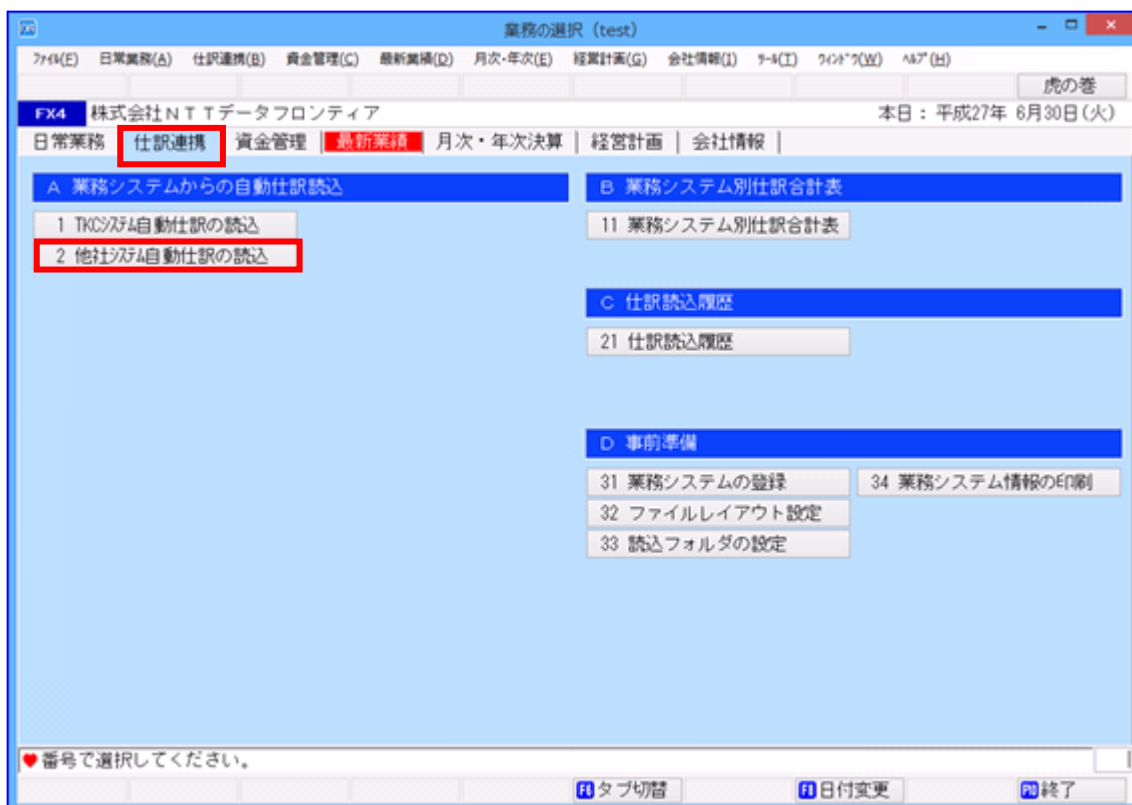 業務の選択 (test)
ファイル(F) 日常業務(A) 仕訳連携(B) 資金管理(C) 最新業績(D) 月次・年次(E) 経営計画(G) 会社情報(I) ツール(T) ウィンドウ(W) ヘルプ(H)
虎の巻
FX4 株式会社NTTデータフロンティア 本日: 平成27年 6月30日(火)
日常業務 仕訳連携 資金管理 最新業績 月次・年次決算 経営計画 会社情報
A 業務システムからの自動仕訳読込
1 TKCシステム自動仕訳の読込
2 他社システム自動仕訳の読込
B 業務システム別仕訳合計表
11 業務システム別仕訳合計表
C 仕訳読込履歴
21 仕訳読込履歴
D 事前準備
31 業務システムの登録 34 業務システム情報の印刷
32 ファイルレイアウト設定
33 読込フォルダの設定
♥番号で選択してください。
F6タブ切替 F8日付変更 F10終了